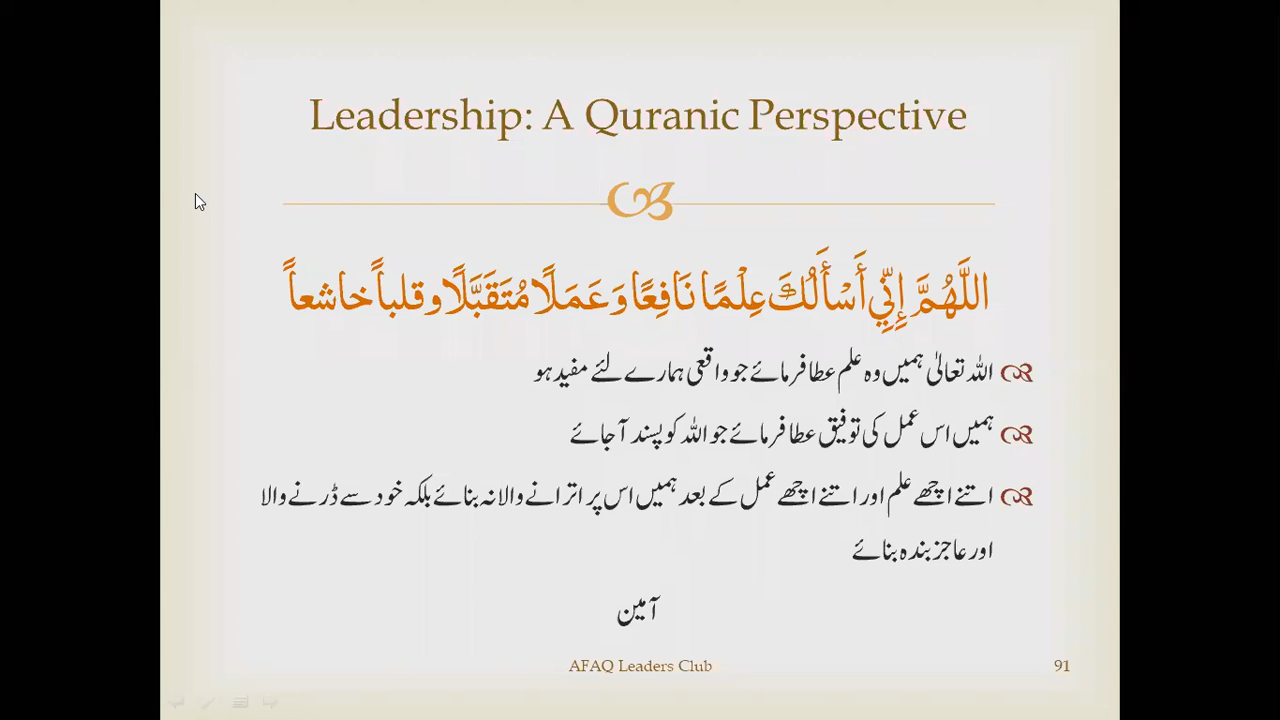 Leadership: A Quranic Perspective
اللَّهُمَّ إِنِّي أَسْأَلُكَ عِلْمًا نَافِعًا وَعَمَلًا مُتَقَبَّلًا وقلباً خاشعاً
اللہ تعالیٰ ہمیں وہ علم عطا فرمائے جو واقعی ہمارے لئے مفید ہو
ہمیں اس عمل کی توفیق عطا فرمائے جو اللہ کو پسند آ جائے
اتنے اچھے علم اور اتنے اچھے عمل کے بعد ہمیں اس پر اترانے والا نہ بنائے بلکہ خود سے ڈرنے والا
اور عاجز بندہ بنائے
آمین
AFAQ Leaders Club
91